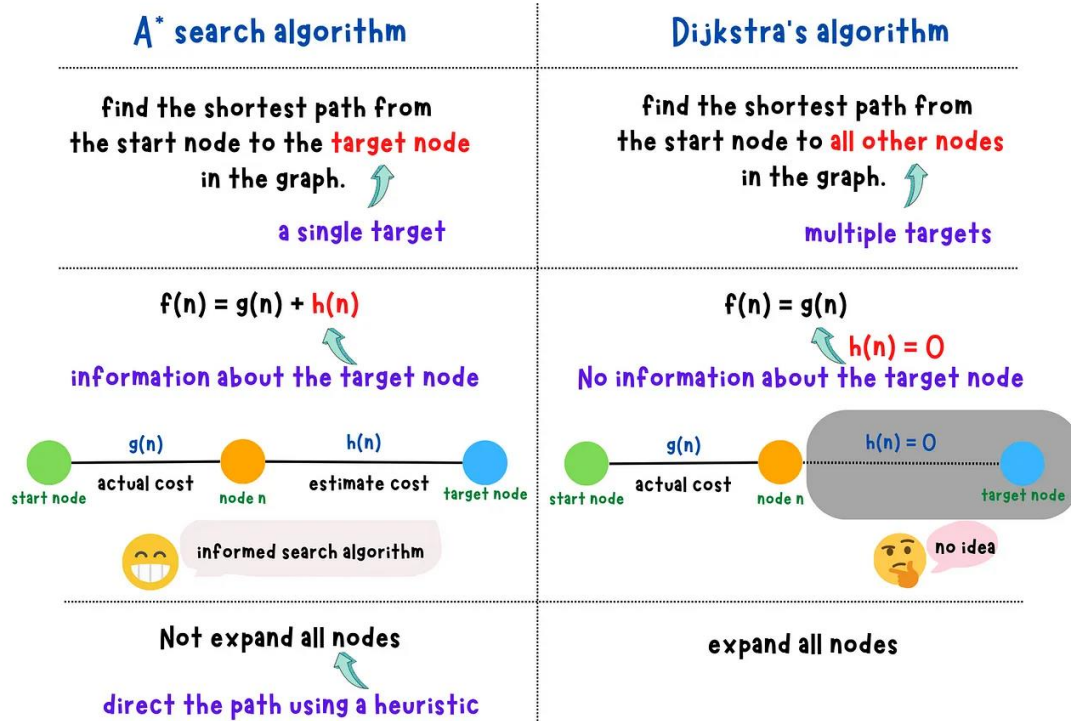 A* search algorithm
find the shortest path from
the start node to the target node
in the graph.
a single target
f(n) = g(n) + h(n)
information about the target node
g(n)
h(n)
actual cost
estimate cost
start node
node n
target node
informed search algorithm
Not expand all nodes
direct the path using a heuristic
Dijkstra's algorithm
find the shortest path from
the start node to all other nodes
in the graph.
multiple targets
f(n) = g(n)
h(n) = 0
No information about the target node
g(n)
h(n) = 0
actual cost
start node
node n
target node
no idea
expand all nodes